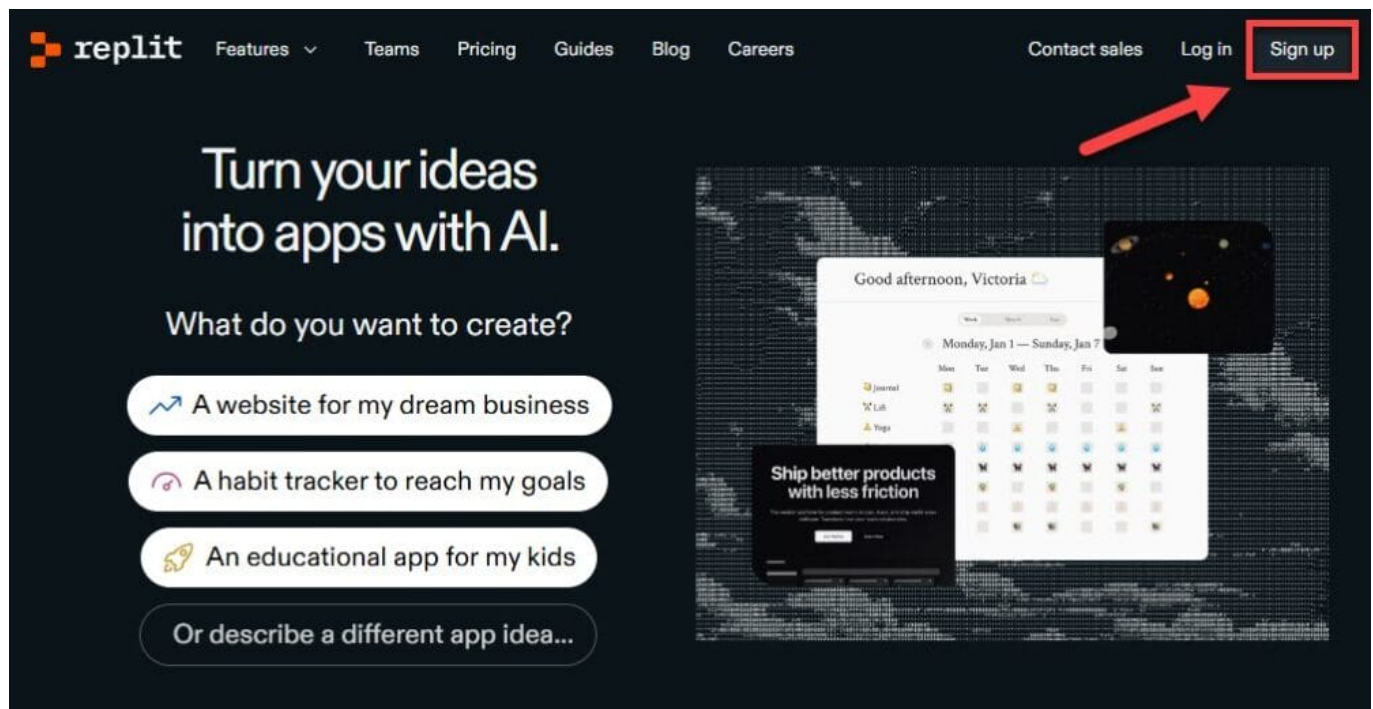 replit Features Teams Pricing Guides Blog Careers Contact sales Log in Sign up
Turn your ideas
into apps with AI.
What do you want to create?
A website for my dream business
A habit tracker to reach my goals
An educational app for my kids
Or describe a different app idea...
Good afternoon, Victoria
Week
Monday, Jan 1 — Sunday, Jan 7
Mon Tue Wed Thu Fri Sat Sun
Journal
Lift
Yoga
Ship better products
with less friction